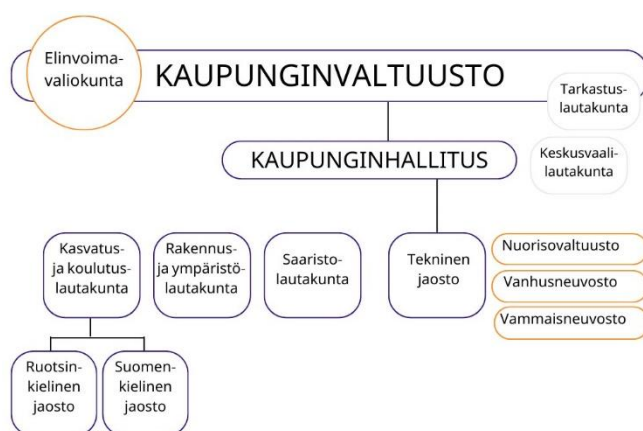 Elinvoima-
valiokunta
KAUPUNGINVALTUUSTO
Tarkastus-
lautakunta
KAUPUNGINHALLITUS
Keskusvaali-
lautakunta
Kasvatus-
ja koulutus-
lautakunta
Rakennus-
ja ympäristö-
lautakunta
Saaristo-
lautakunta
Tekninen
jaosto
Nuorisovaltuusto
Vanhusneuvosto
Vammaisneuvosto
Ruotsin-
kielinen
jaosto
Suomen-
kielinen
jaosto